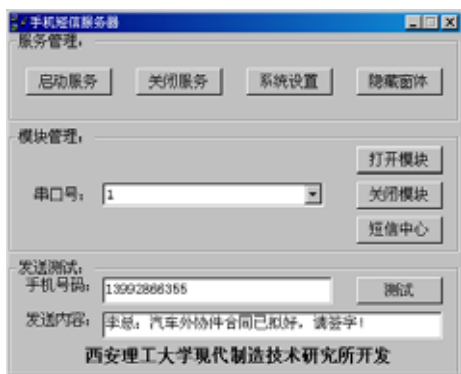 手机短信服务器
服务管理:
启动服务 关闭服务 系统设置 隐藏窗体
模块管理:
打开模块
串口号: 1
关闭模块
短信中心
发送测试:
手机号码: 13992866355 测试
发送内容: 李总: 汽车外协件合同已拟好, 请签字!
西安理工大学现代制造技术研究所开发